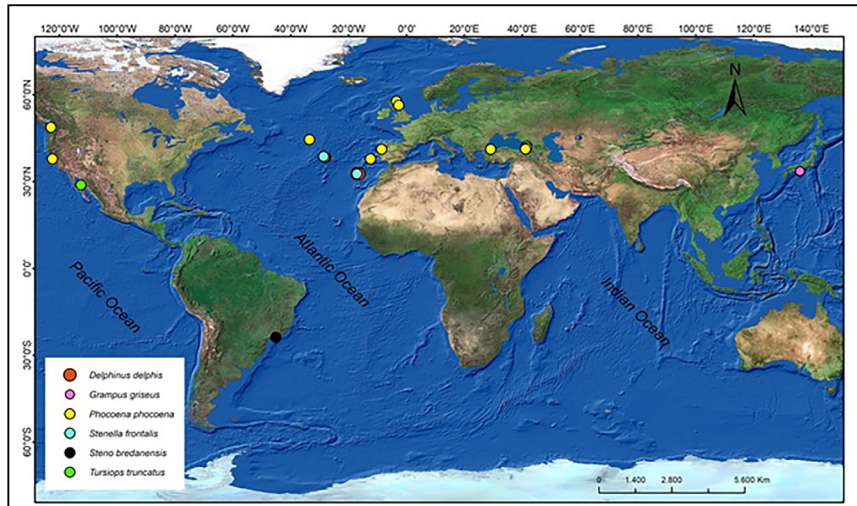 120°0'W 100°0'W 80°0'W 60°0'W 40°0'W 20°0'W 0°0' 20°0'E 40°0'E 60°0'E 80°0'E 100°0'E 120°0'E 140°0'E
60°0'N
30°0'N
0°0'
30°0'S
60°0'S
N
Pacific Ocean
Atlantic Ocean
Indian Ocean
Delphinus delphis
Grampus griseus
Phocoena phocoena
Stenella frontalis
Steno bredanensis
Tursiops truncatus
0 1.400 2.800 5.600 Km